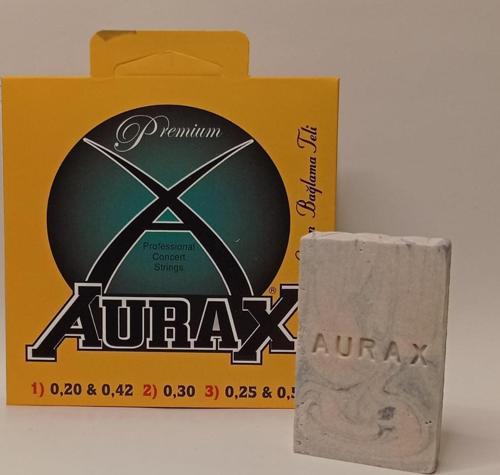 Premium
Professional
Concert
Strings
AURAX®
1) 0,20 & 0,42 2) 0,30 3) 0,25 & 0,5
Bağlama Teli
AURAX